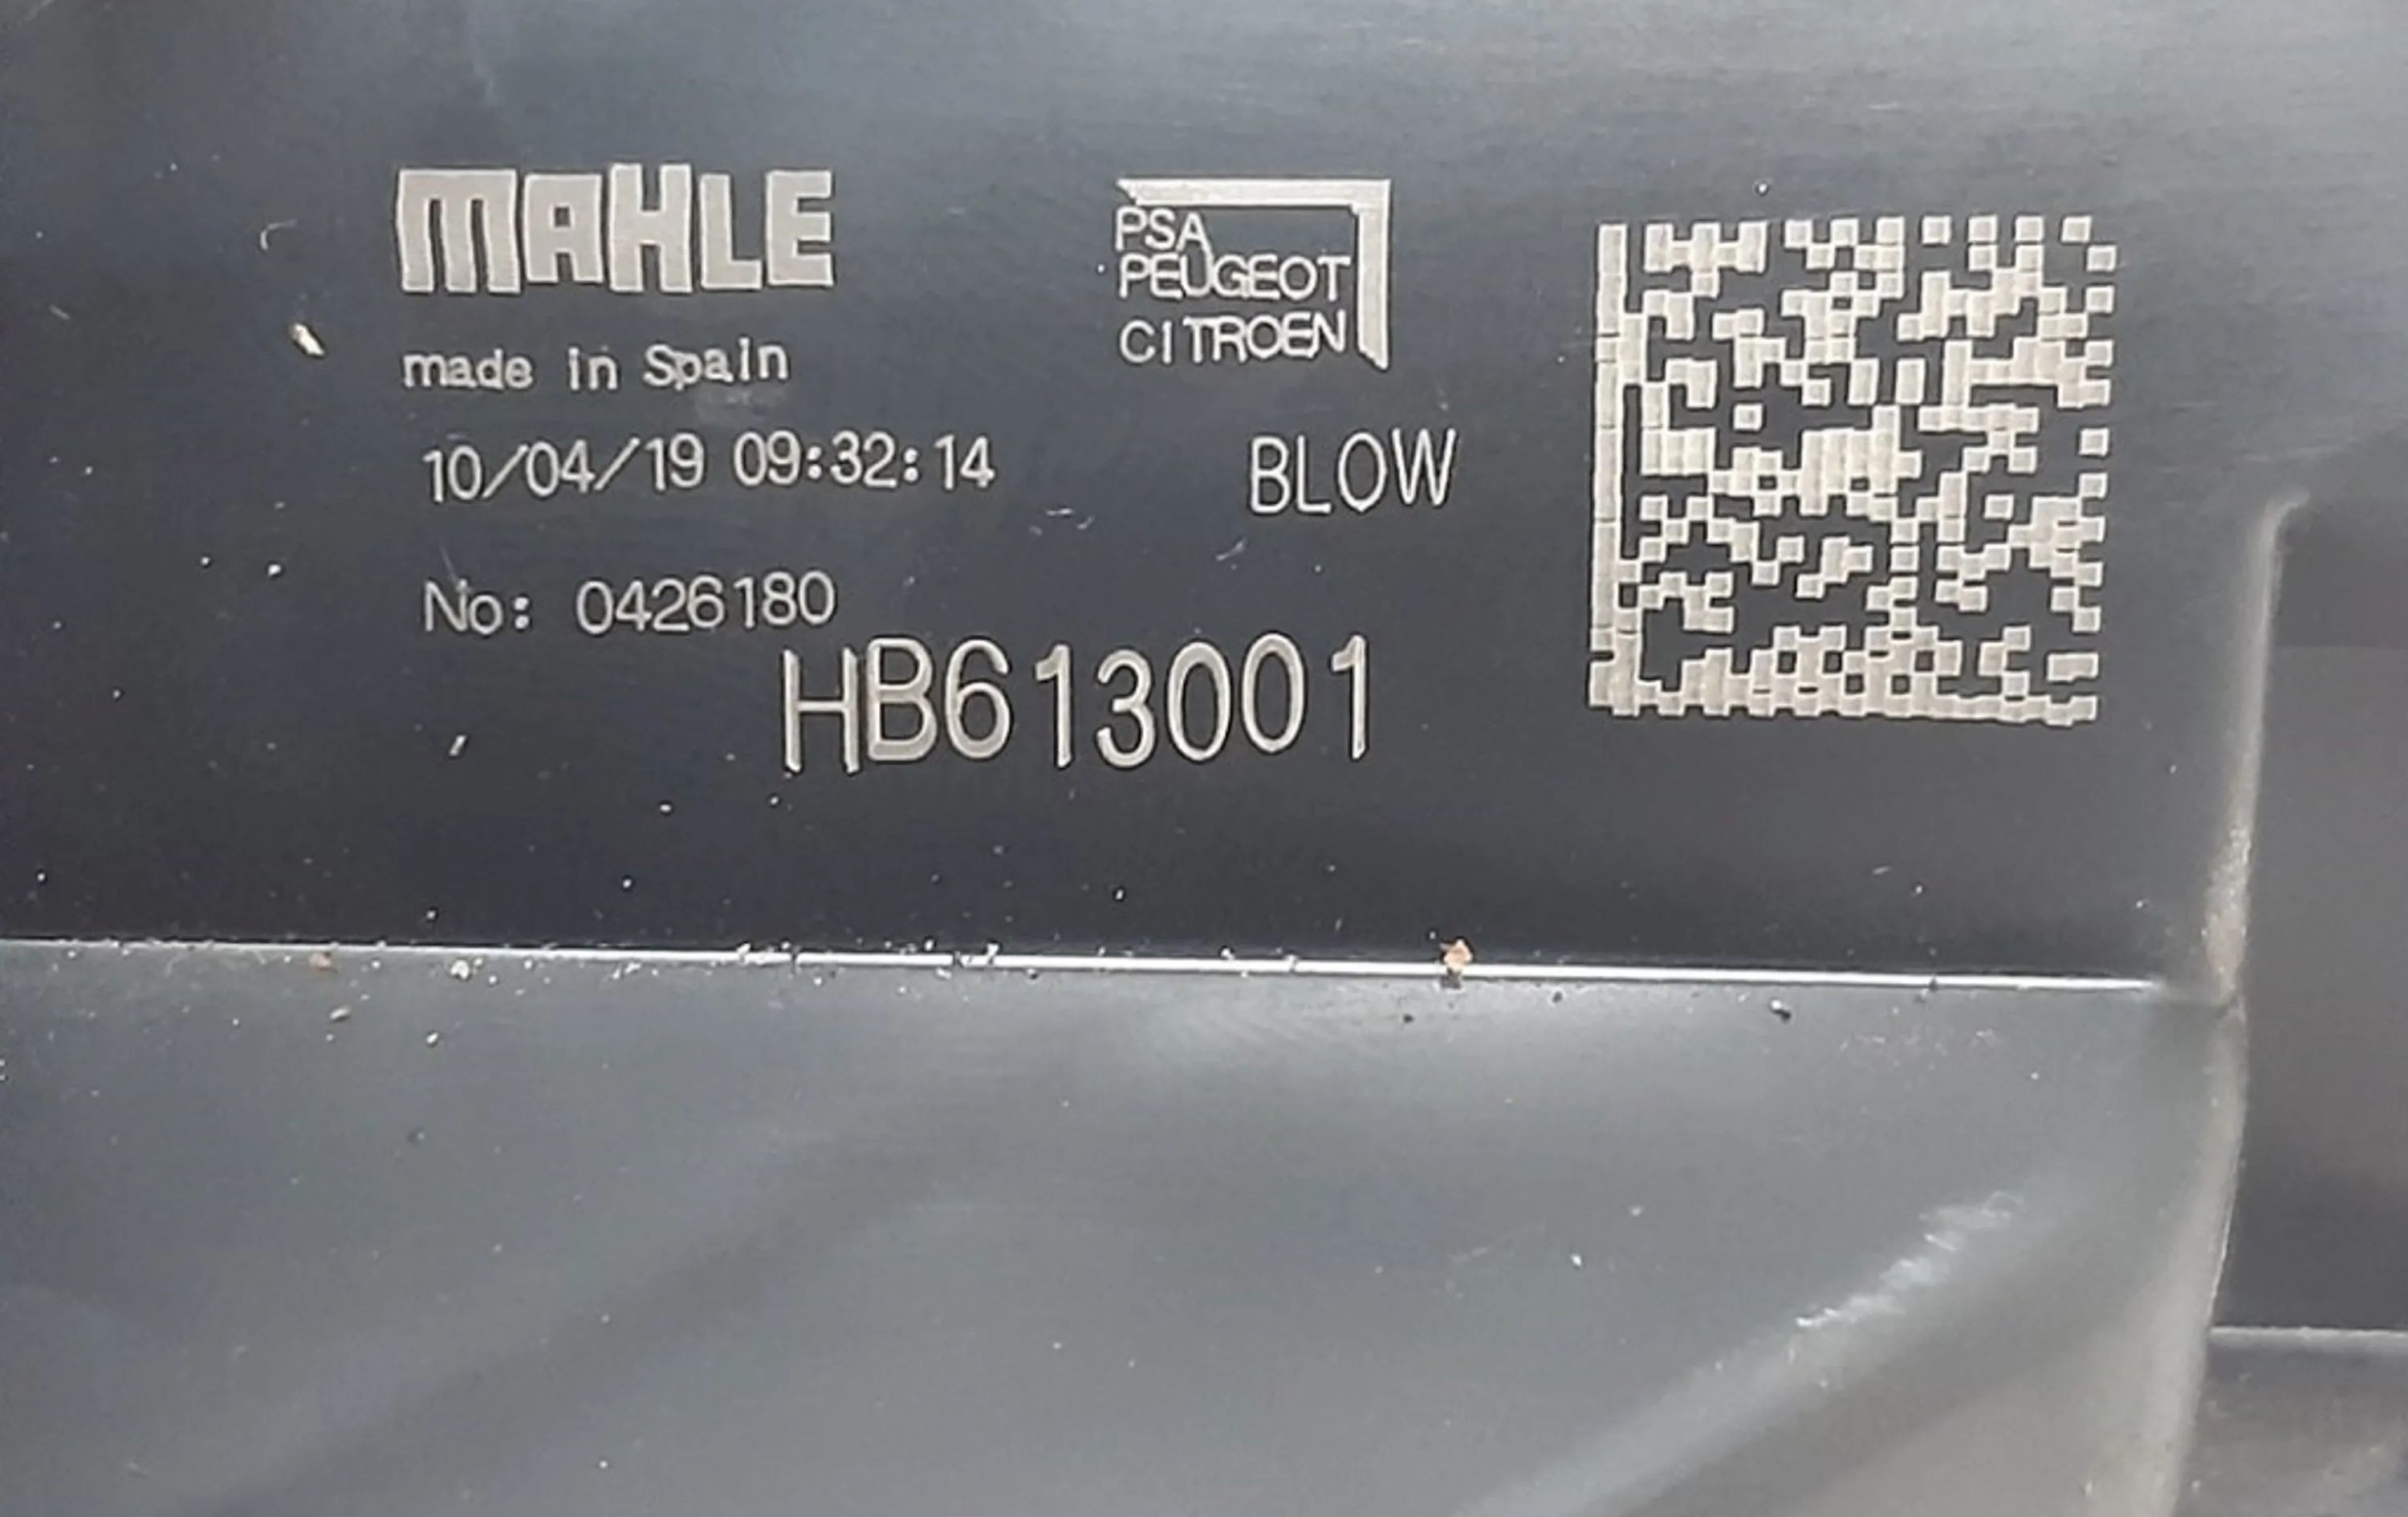 MAHLE
made in Spain
10/04/19 09:32:14
No: 0426180
PSA
PEUGEOT
CITROEN
BLOW
HB613001